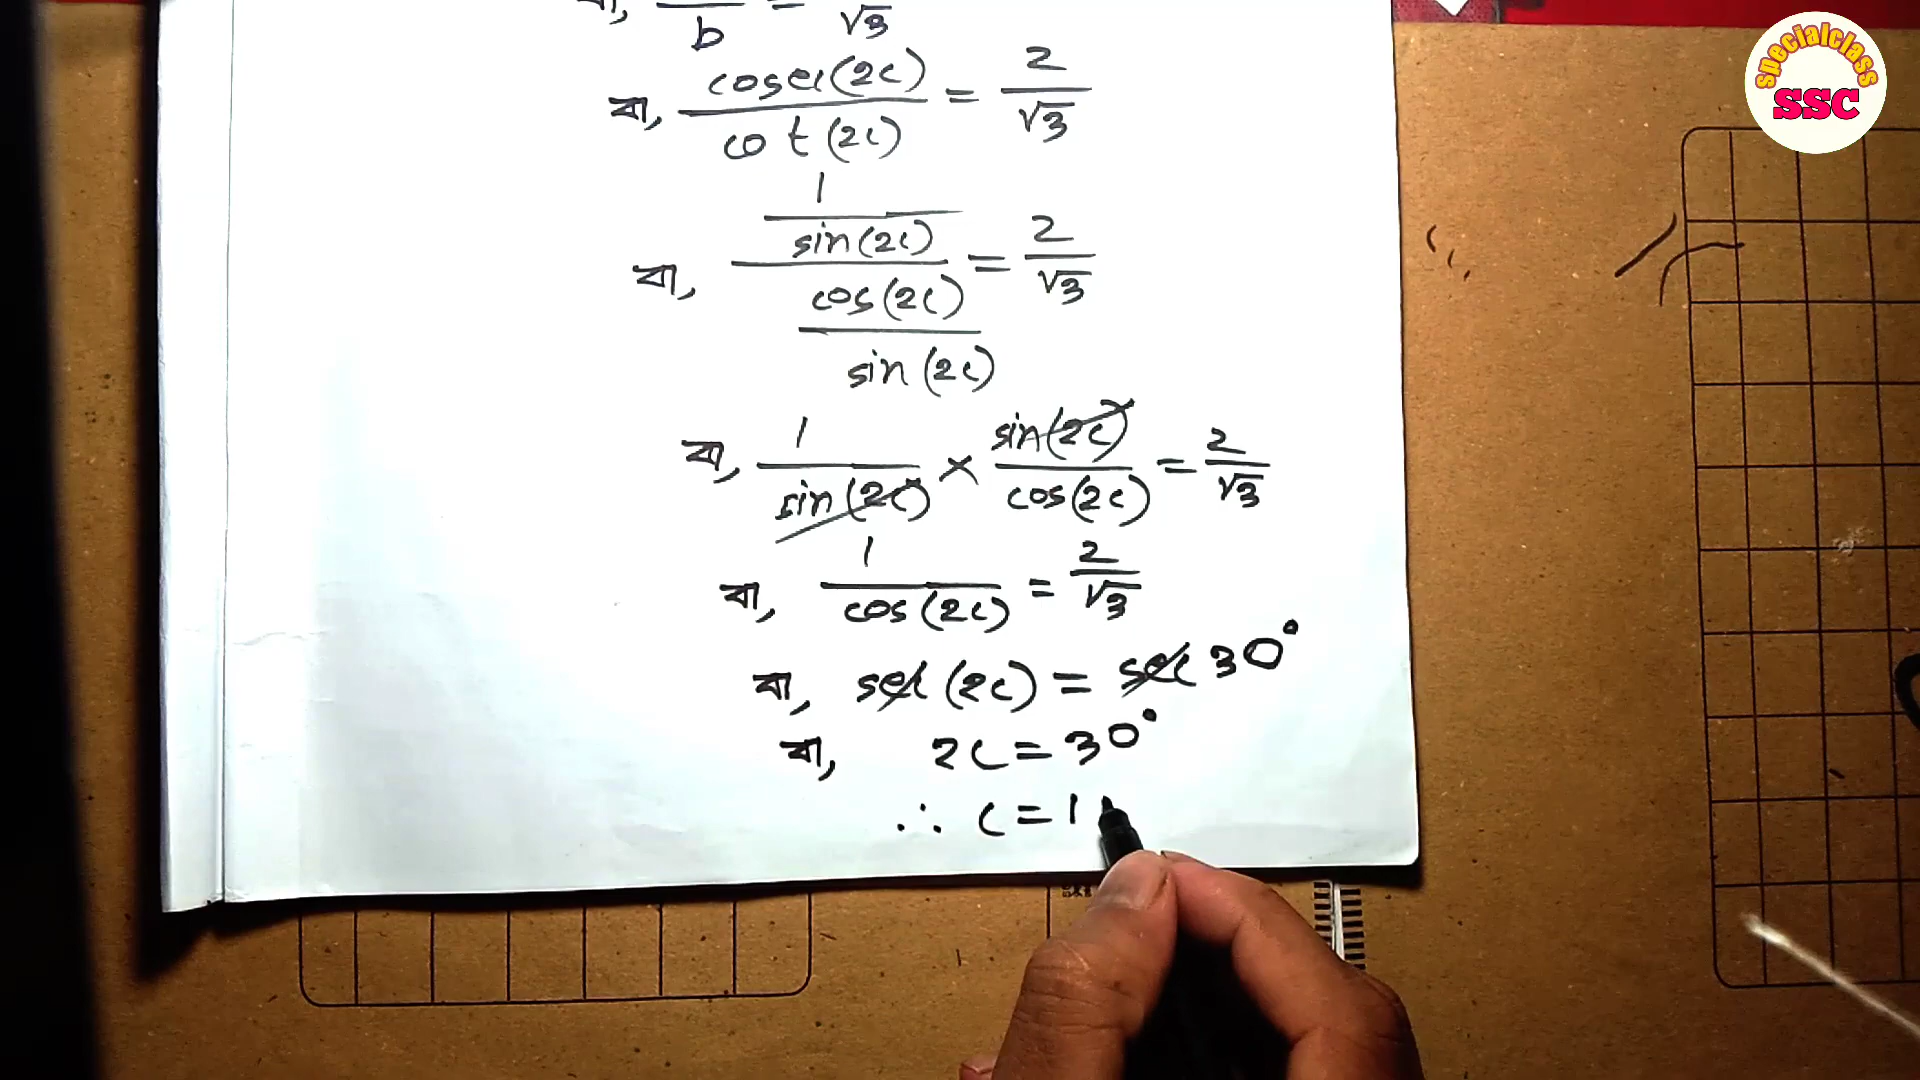 বা, /b = /√3
বা, cosec(2c)/cot(2c) = 2/√3
বা, (1/sin(2c))/(cos(2c)/sin(2c)) = 2/√3
বা, 1/sin(2c) × sin(2c)/cos(2c) = 2/√3
বা, 1/cos(2c) = 2/√3
বা, sec(2c) = sec 30°
বা, 2c = 30°
∴ c = 1
specialclass
SSC